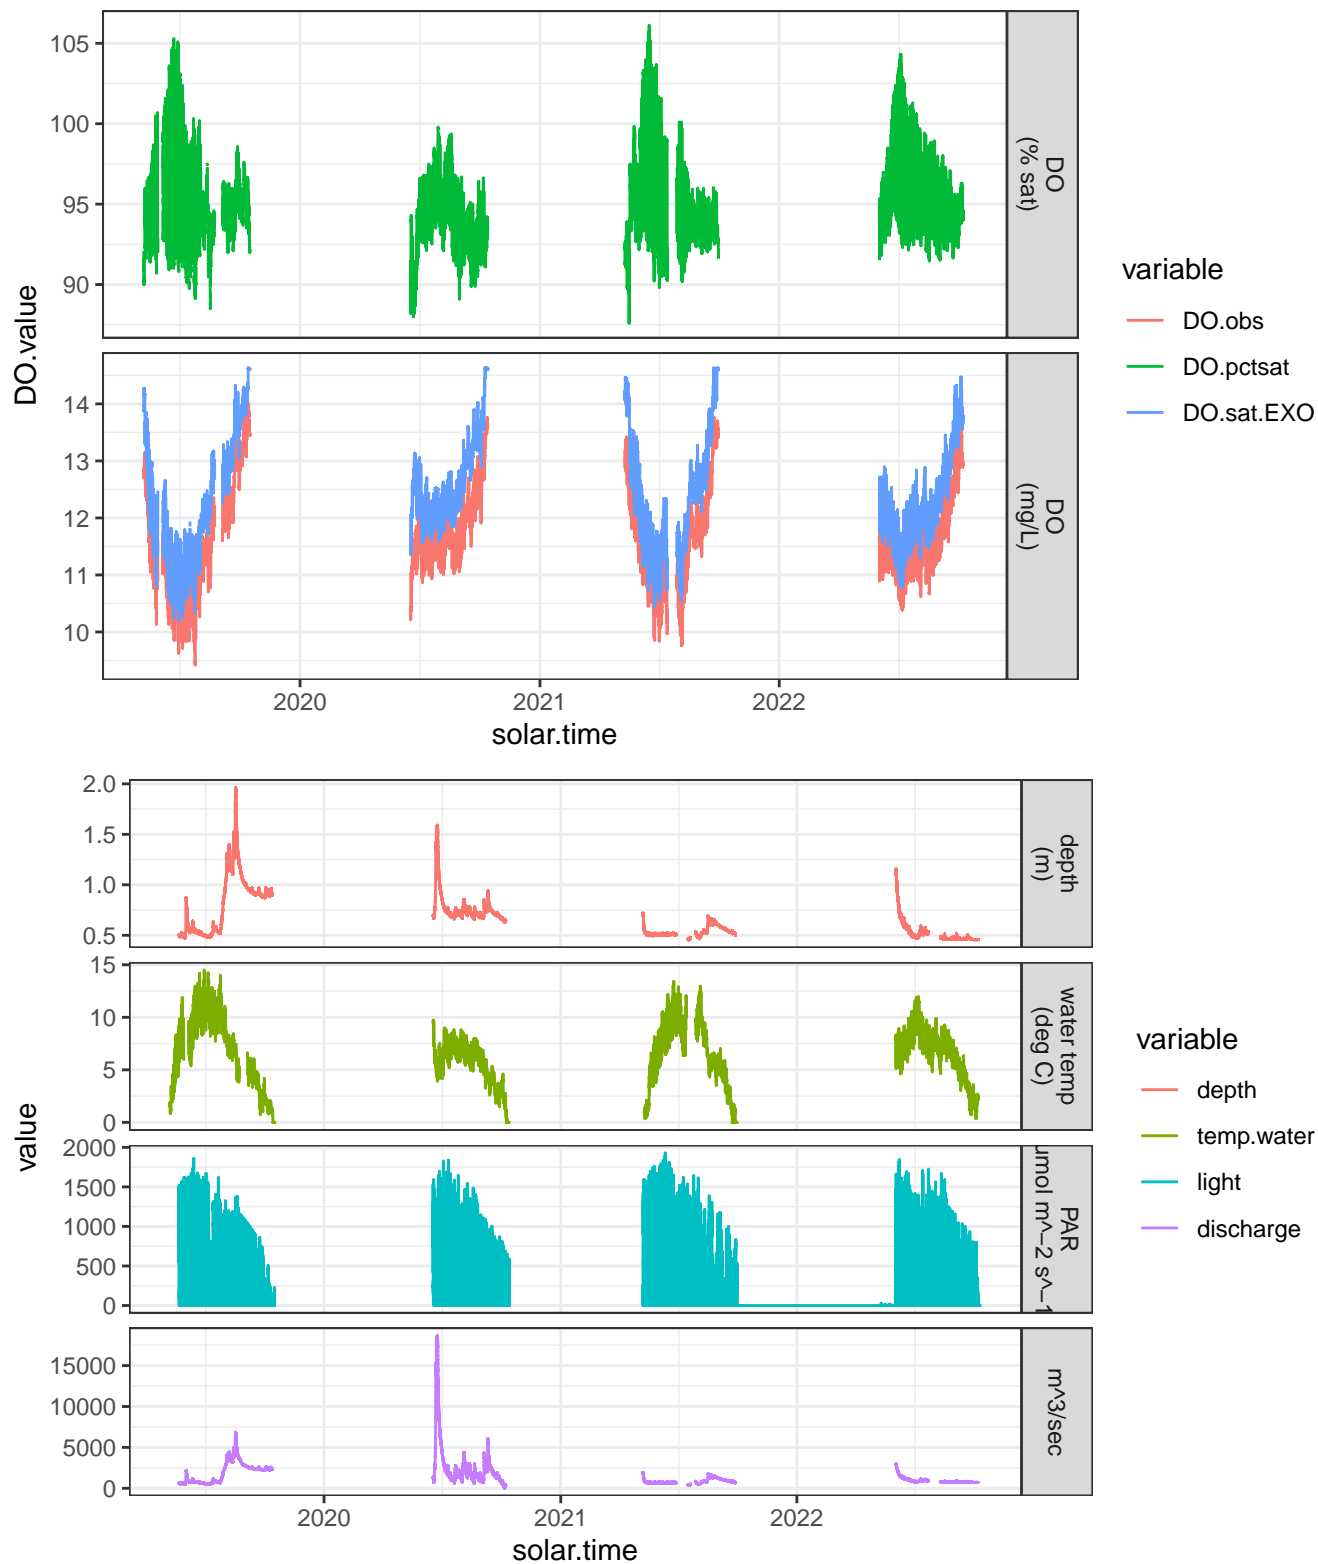 105
100
95
90
DO
(% sat)
14
13
12
11
10
DO
(mg/L)
DO.value
2020
2021
2022
solar.time
variable
DO.obs
DO.pctsat
DO.sat.EXO
2.0
1.5
1.0
0.5
depth
(m)
15
10
5
0
water temp
(deg C)
2000
1500
1000
500
0
PAR
umol m^-2 s^-1
15000
10000
5000
0
m^3/sec
value
2020
2021
2022
solar.time
variable
depth
temp.water
light
discharge